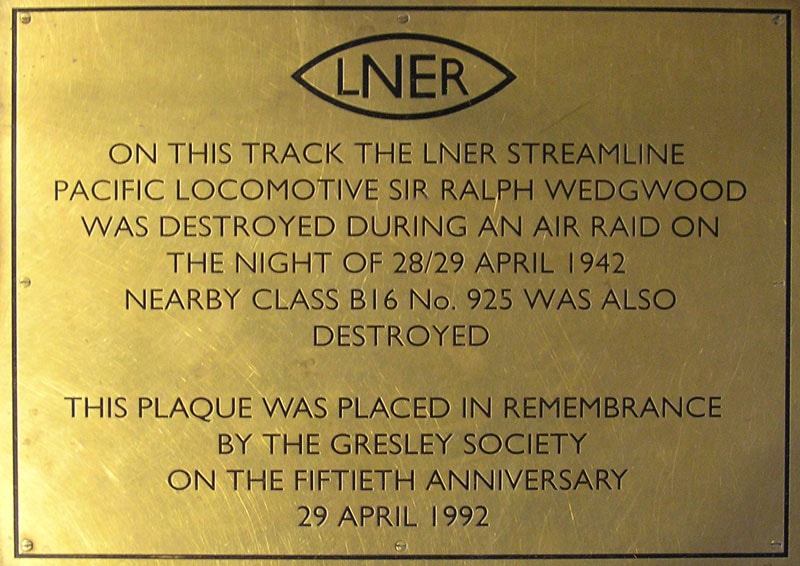 LNER
ON THIS TRACK THE LNER STREAMLINE
PACIFIC LOCOMOTIVE SIR RALPH WEDGWOOD
WAS DESTROYED DURING AN AIR RAID ON
THE NIGHT OF 28/29 APRIL 1942
NEARBY CLASS B16 No. 925 WAS ALSO
DESTROYED
THIS PLAQUE WAS PLACED IN REMEMBRANCE
BY THE GRESLEY SOCIETY
ON THE FIFTIETH ANNIVERSARY
29 APRIL 1992